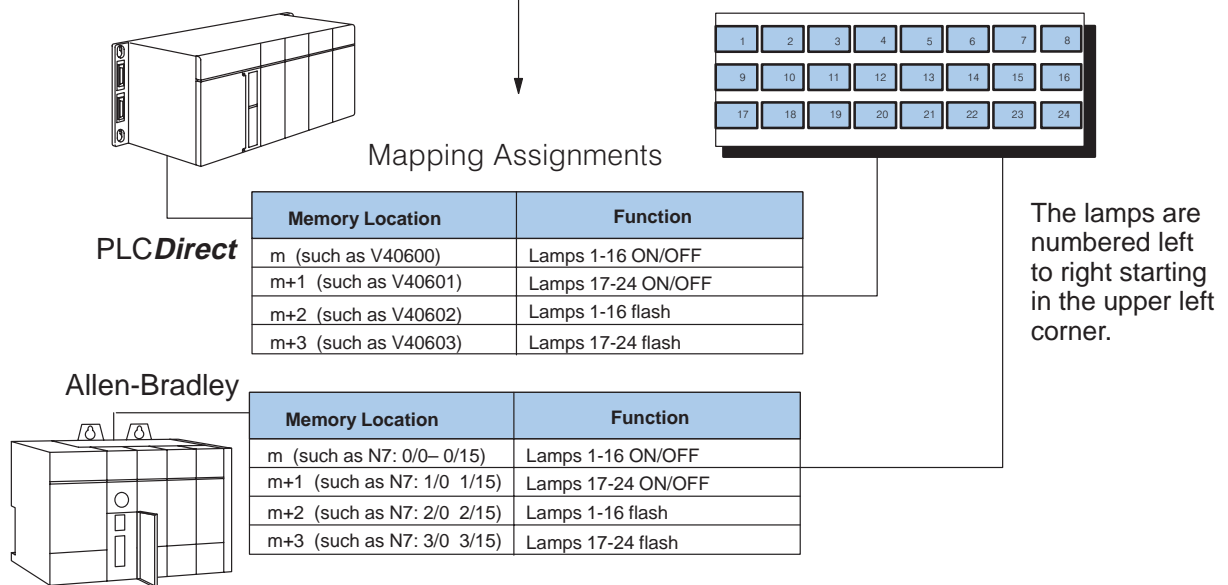 1 2 3 4 5 6 7 8
9 10 11 12 13 14 15 16
17 18 19 20 21 22 23 24
Mapping Assignments
PLCDirect
Memory Location Function
m (such as V40600) Lamps 1-16 ON/OFF
m+1 (such as V40601) Lamps 17-24 ON/OFF
m+2 (such as V40602) Lamps 1-16 flash
m+3 (such as V40603) Lamps 17-24 flash
The lamps are
numbered left
to right starting
in the upper left
corner.
Allen-Bradley
Memory Location Function
m (such as N7: 0/0– 0/15) Lamps 1-16 ON/OFF
m+1 (such as N7: 1/0 1/15) Lamps 17-24 ON/OFF
m+2 (such as N7: 2/0 2/15) Lamps 1-16 flash
m+3 (such as N7: 3/0 3/15) Lamps 17-24 flash